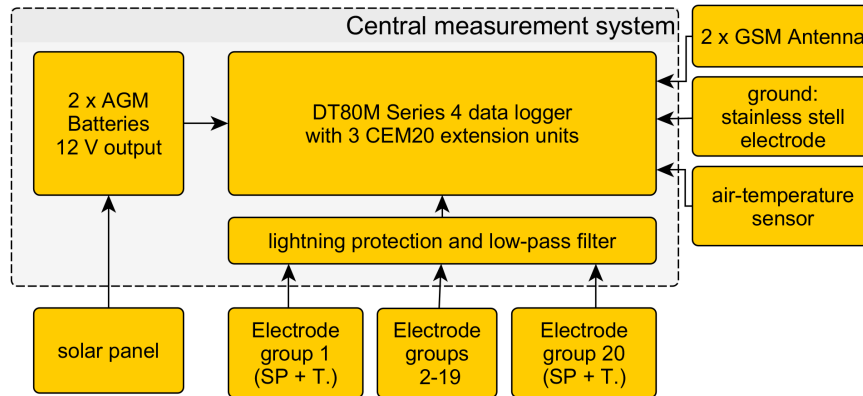 Central measurement system
2 x GSM Antenna
2 x AGM
Batteries
12 V output
DT80M Series 4 data logger
with 3 CEM20 extension units
ground:
stainless stell
electrode
air-temperature
sensor
lightning protection and low-pass filter
solar panel
Electrode
group 1
(SP + T.)
Electrode
groups
2-19
Electrode
group 20
(SP + T.)